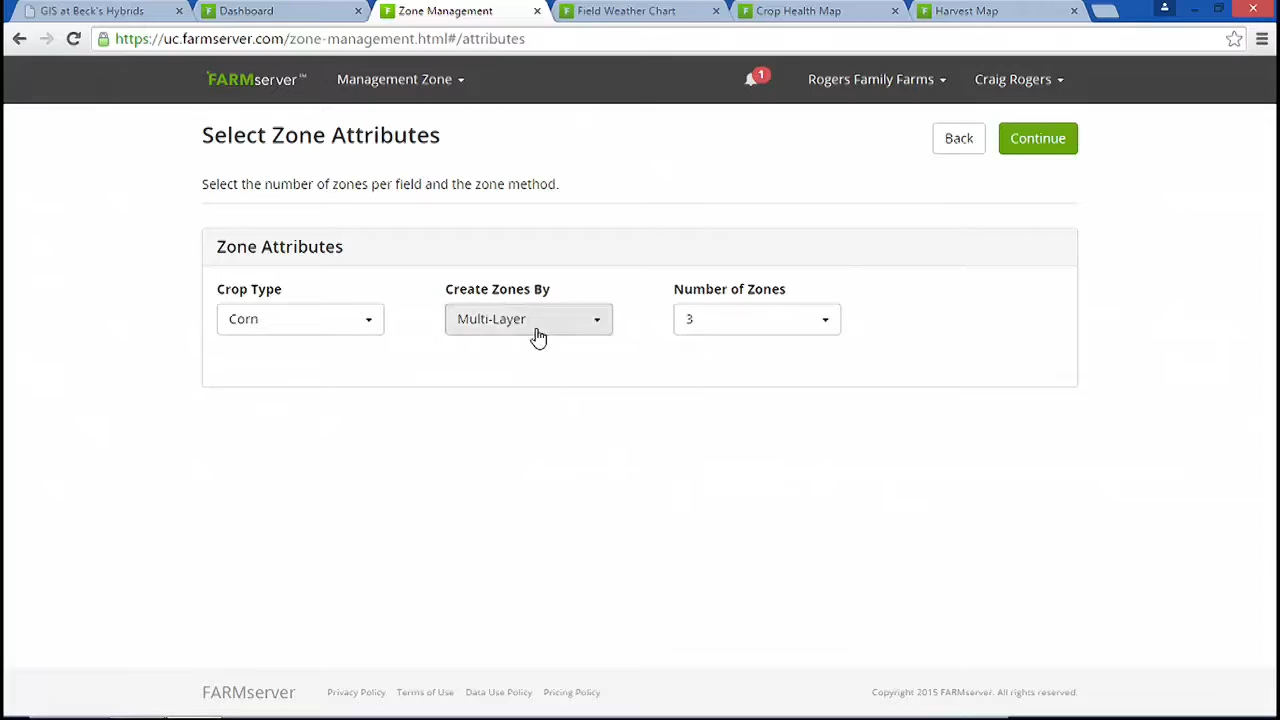 GIS at Beck's Hybrids
Dashboard
Zone Management
Field Weather Chart
Crop Health Map
Harvest Map
https://uc.farmserver.com/zone-management.html#/attributes
FARMserver™
Management Zone
1
Rogers Family Farms
Craig Rogers
Select Zone Attributes
Back
Continue
Select the number of zones per field and the zone method.
Zone Attributes
Crop Type
Create Zones By
Number of Zones
Corn
Multi-Layer
3
FARMserver
Privacy Policy
Terms of Use
Data Use Policy
Pricing Policy
Copyright 2015 FARMserver. All rights reserved.